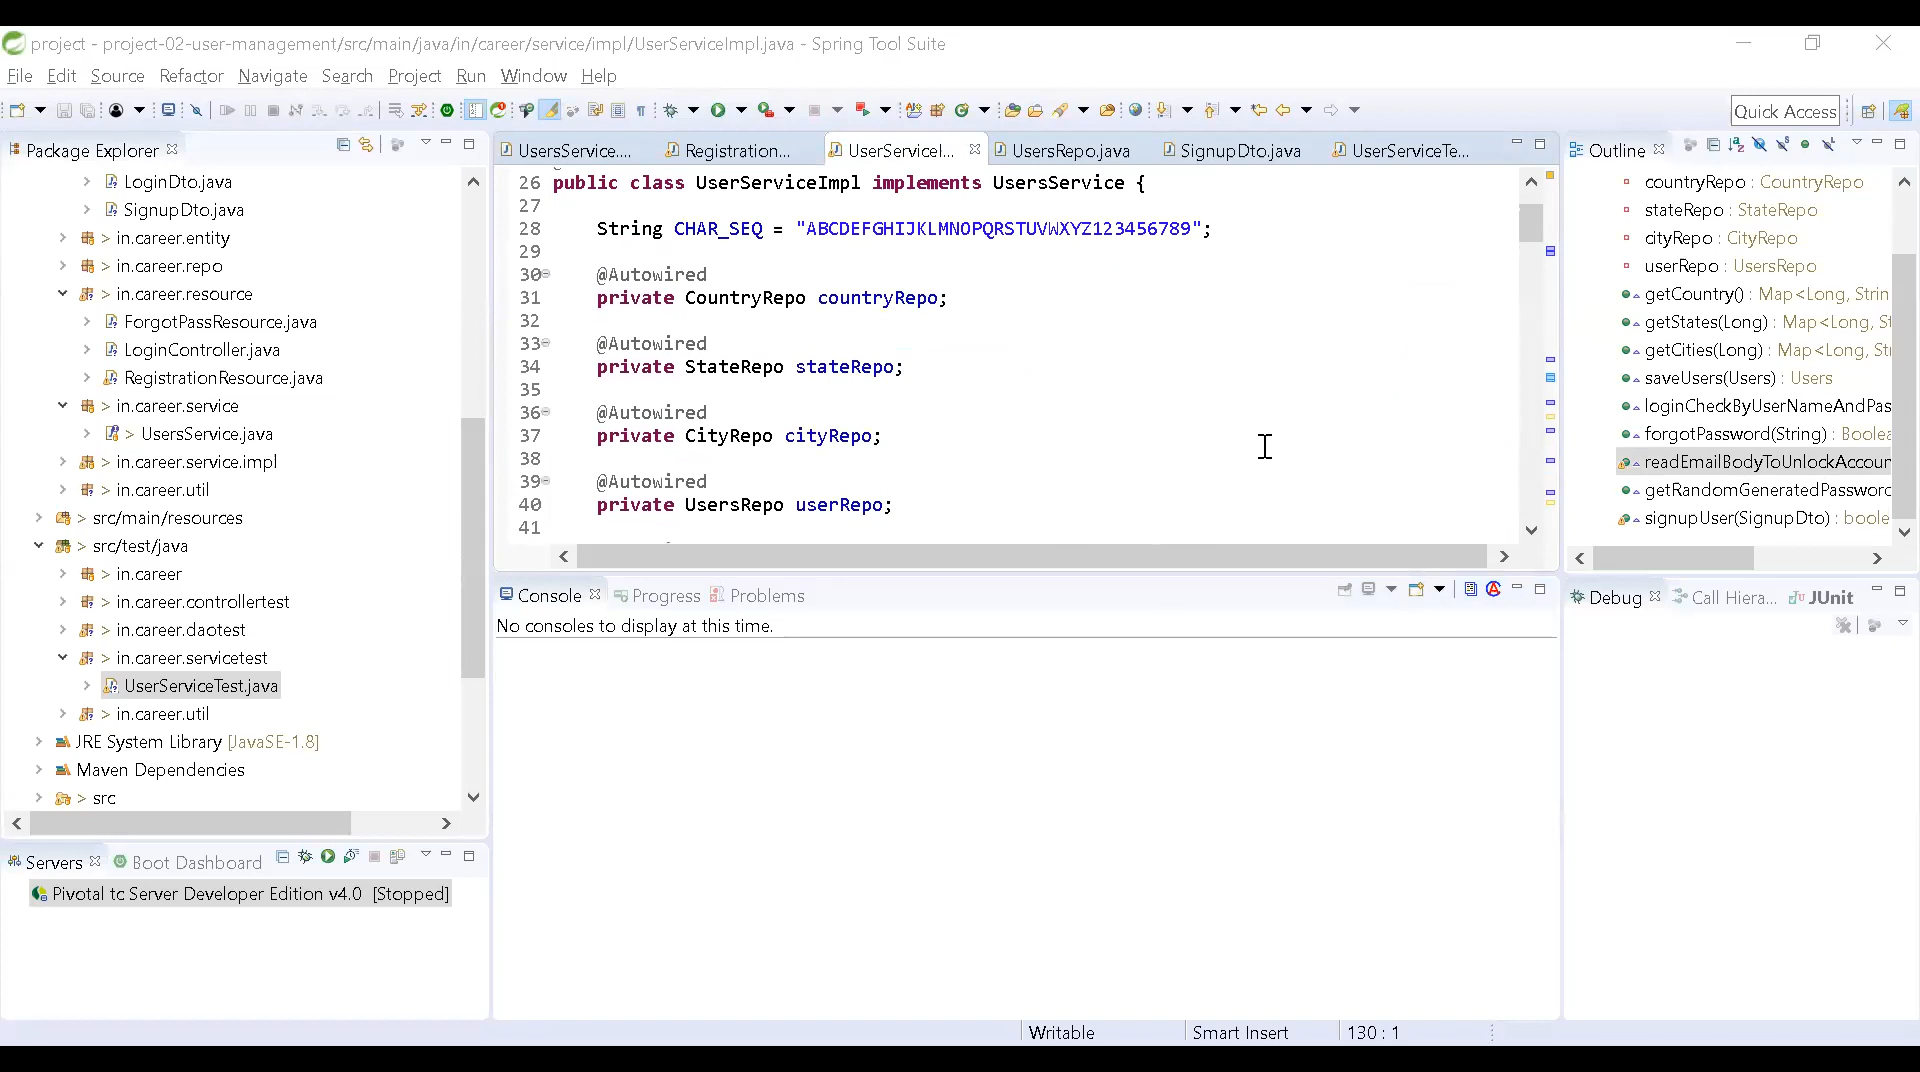 project - project-02-user-management/src/main/java/in/career/service/impl/UserServiceImpl.java - Spring Tool Suite
File Edit Source Refactor Navigate Search Project Run Window Help
Quick Access
Package Explorer
LoginDto.java
SignupDto.java
> in.career.entity
> in.career.repo
> in.career.resource
ForgotPassResource.java
LoginController.java
RegistrationResource.java
> in.career.service
> UsersService.java
> in.career.service.impl
> in.career.util
> src/main/resources
> src/test/java
> in.career
> in.career.controllertest
> in.career.daotest
> in.career.servicetest
UserServiceTest.java
> in.career.util
JRE System Library [JavaSE-1.8]
Maven Dependencies
> src
Servers Boot Dashboard
Pivotal tc Server Developer Edition v4.0 [Stopped]
UsersService.... Registration... UserServiceI... UsersRepo.java SignupDto.java UserServiceTe...
26 public class UserServiceImpl implements UsersService {
27
28 String CHAR_SEQ = "ABCDEFGHIJKLMNOPQRSTUVWXYZ123456789";
29
30 @Autowired
31 private CountryRepo countryRepo;
32
33 @Autowired
34 private StateRepo stateRepo;
35
36 @Autowired
37 private CityRepo cityRepo;
38
39 @Autowired
40 private UsersRepo userRepo;
41
Console Progress Problems
No consoles to display at this time.
Outline
countryRepo : CountryRepo
stateRepo : StateRepo
cityRepo : CityRepo
userRepo : UsersRepo
getCountry() : Map<Long, Strin
getStates(Long) : Map<Long, St
getCities(Long) : Map<Long, Stri
saveUsers(Users) : Users
loginCheckByUserNameAndPas
forgotPassword(String) : Boolea
readEmailBodyToUnlockAccoun
getRandomGeneratedPassword
signupUser(SignupDto) : boole
Debug Call Hiera... JUnit
Writable Smart Insert 130 : 1